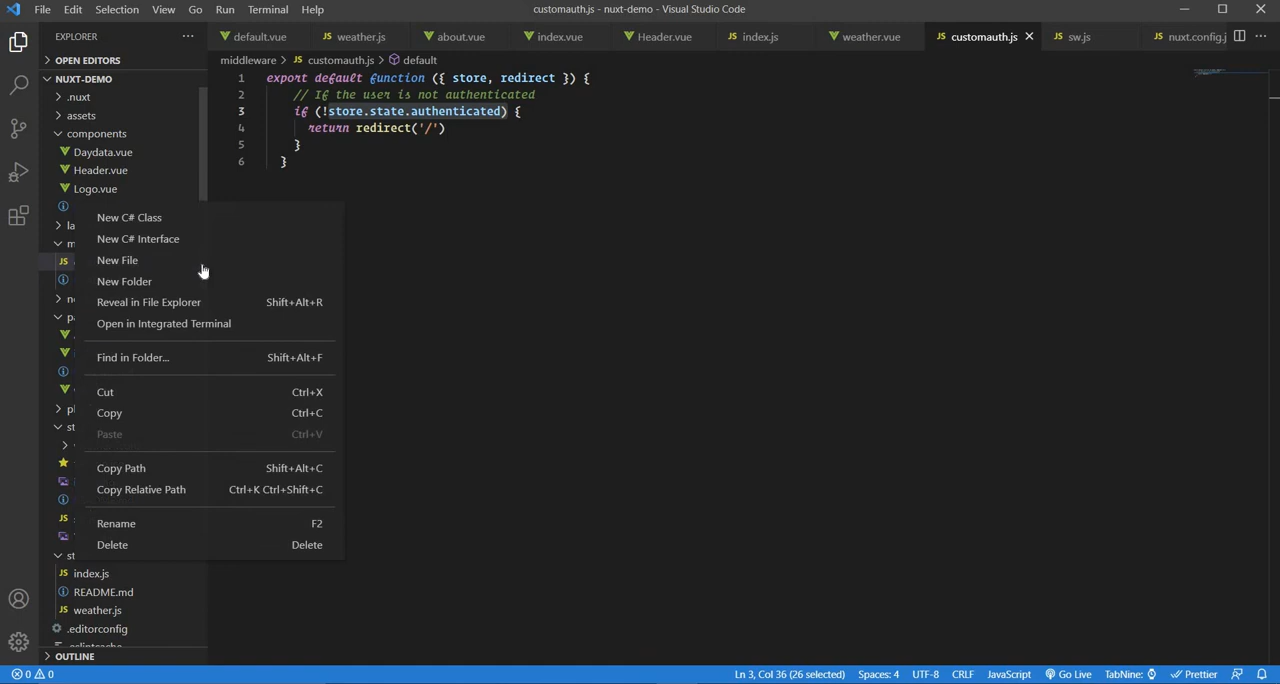 File Edit Selection View Go Run Terminal Help customauth.js - nuxt-demo - Visual Studio Code
EXPLORER
default.vue weather.js about.vue index.vue Header.vue index.js weather.vue customauth.js sw.js nuxt.config.j
OPEN EDITORS
middleware > customauth.js > default
NUXT-DEMO
.nuxt
assets
components
Daydata.vue
Header.vue
Logo.vue
la
m
n
pa
pl
st
st
index.js
README.md
weather.js
.editorconfig
OUTLINE
1 export default function ({ store, redirect }) {
2 // If the user is not authenticated
3 if (!store.state.authenticated) {
4 return redirect('/')
5 }
6 }
New C# Class
New C# Interface
New File
New Folder
Reveal in File Explorer Shift+Alt+R
Open in Integrated Terminal
Find in Folder... Shift+Alt+F
Cut Ctrl+X
Copy Ctrl+C
Paste Ctrl+V
Copy Path Shift+Alt+C
Copy Relative Path Ctrl+K Ctrl+Shift+C
Rename F2
Delete Delete
0 0 Ln 3, Col 36 (26 selected) Spaces: 4 UTF-8 CRLF JavaScript Go Live TabNine: Prettier